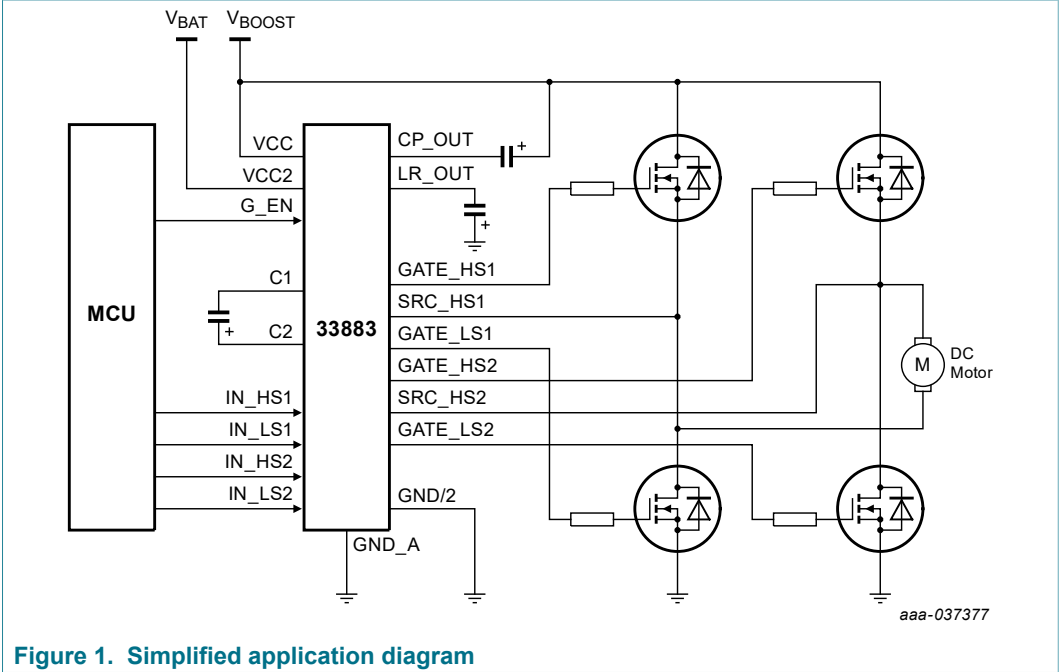 VBAT VBOOST
VCC
CP_OUT
+
VCC2
LR_OUT
+
G_EN
C1
GATE_HS1
SRC_HS1
MCU
+
C2
33883
GATE_LS1
GATE_HS2
M
DC
Motor
IN_HS1
SRC_HS2
IN_LS1
GATE_LS2
IN_HS2
IN_LS2
GND/2
GND_A
aaa-037377
Figure 1. Simplified application diagram